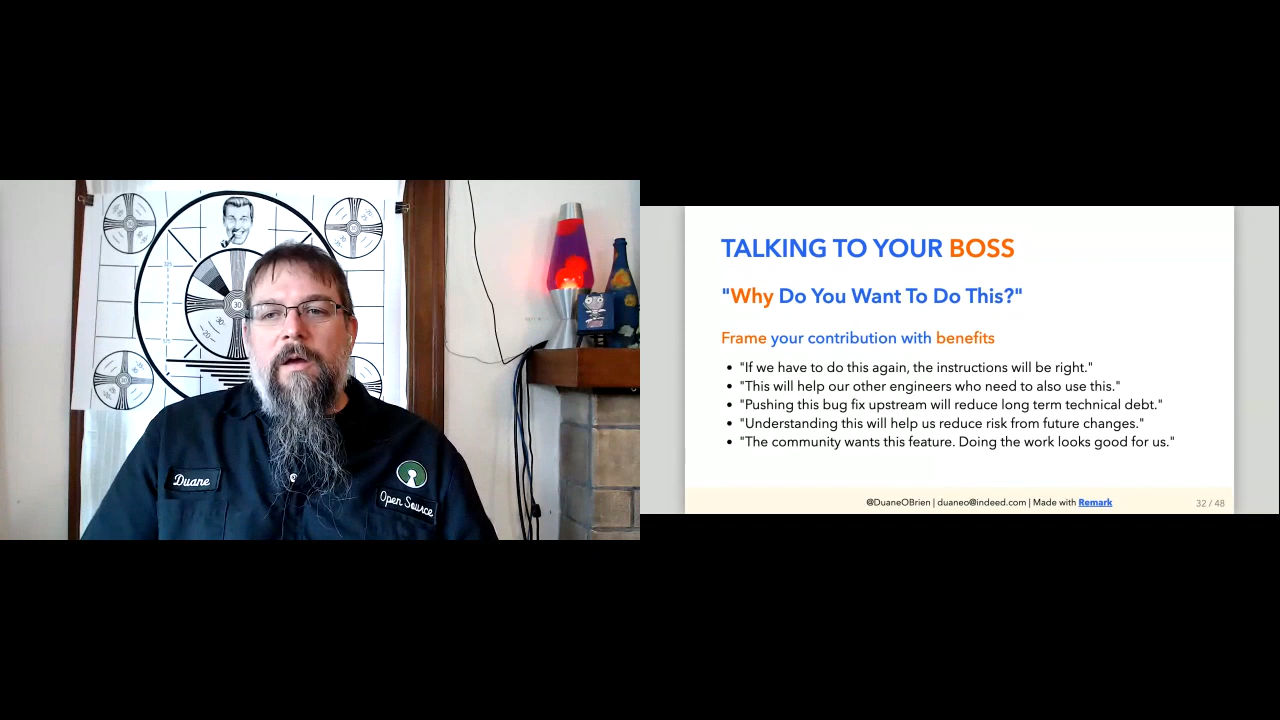 Duane
Open Source
30
TALKING TO YOUR BOSS
"Why Do You Want To Do This?"
Frame your contribution with benefits
"If we have to do this again, the instructions will be right."
"This will help our other engineers who need to also use this."
"Pushing this bug fix upstream will reduce long term technical debt."
"Understanding this will help us reduce risk from future changes."
"The community wants this feature. Doing the work looks good for us."
@DuaneOBrien | duaneo@indeed.com | Made with Remark
32 / 48